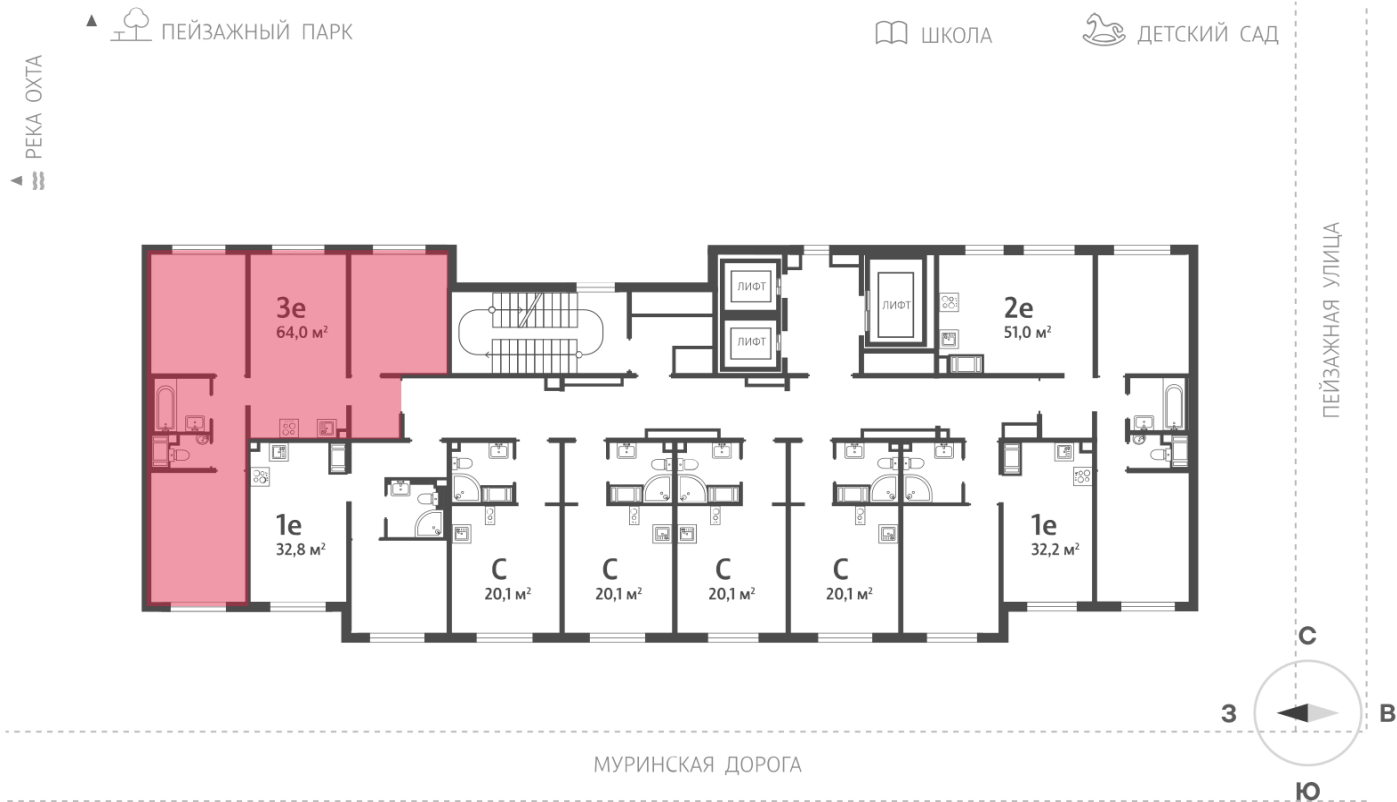 ПЕЙЗАЖНЫЙ ПАРК
ШКОЛА
ДЕТСКИЙ САД
РЕКА ОХТА
ПЕЙЗАЖНАЯ УЛИЦА
3е
64,0 м²
ЛИФТ
ЛИФТ
ЛИФТ
2е
51,0 м²
1е
32,8 м²
С
20,1 м²
С
20,1 м²
С
20,1 м²
С
20,1 м²
1е
32,2 м²
С
З
В
Ю
МУРИНСКАЯ ДОРОГА